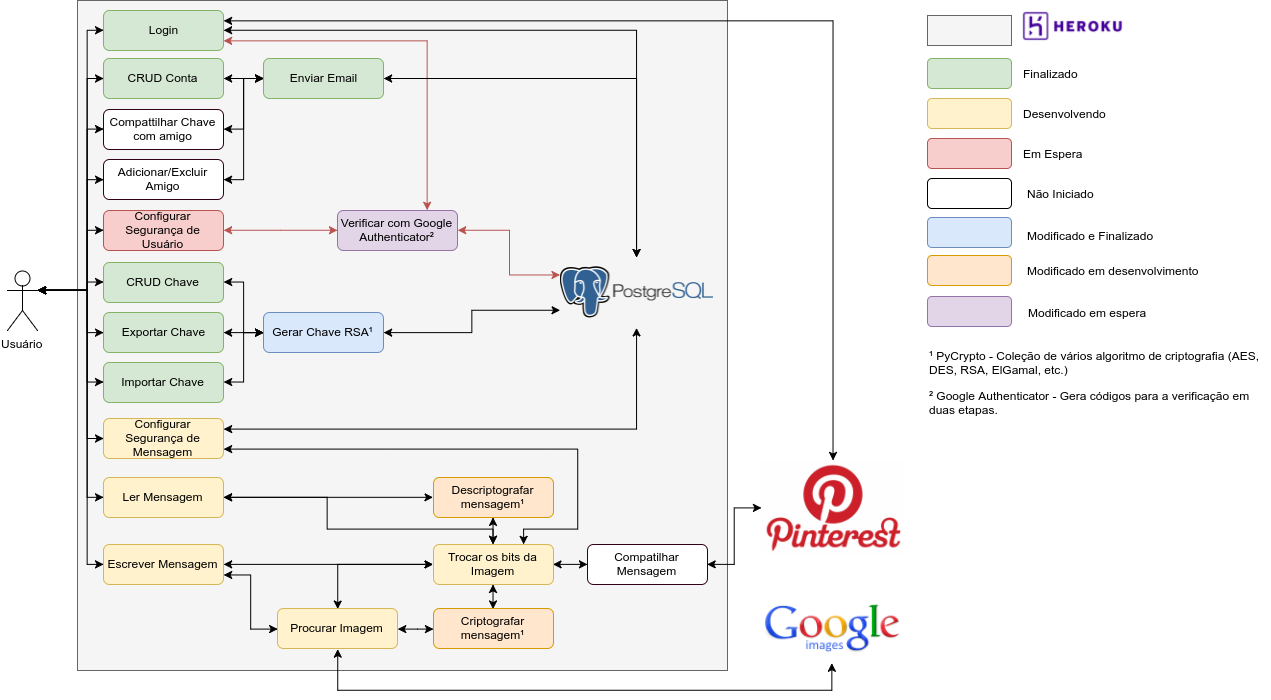 Login
CRUD Conta
Enviar Email
Compattilhar Chave
com amigo
Adicionar/Excluir
Amigo
Configurar
Segurança de
Usuário
Verificar com Google
Authenticator²
CRUD Chave
Exportar Chave
Gerar Chave RSA¹
Importar Chave
Configurar
Segurança de
Mensagem
Ler Mensagem
Descriptografar
mensagem¹
Escrever Mensagem
Trocar os bits da
Imagem
Compatilhar
Mensagem
Procurar Imagem
Criptografar
mensagem¹
Usuário
PostgreSQL
Pinterest
Google
images
HEROKU
Finalizado
Desenvolvendo
Em Espera
Não Iniciado
Modificado e Finalizado
Modificado em desenvolvimento
Modificado em espera
¹ PyCrypto - Coleção de vários algoritmo de criptografia (AES,
DES, RSA, ElGamal, etc.)
² Google Authenticator - Gera códigos para a verificação em
duas etapas.